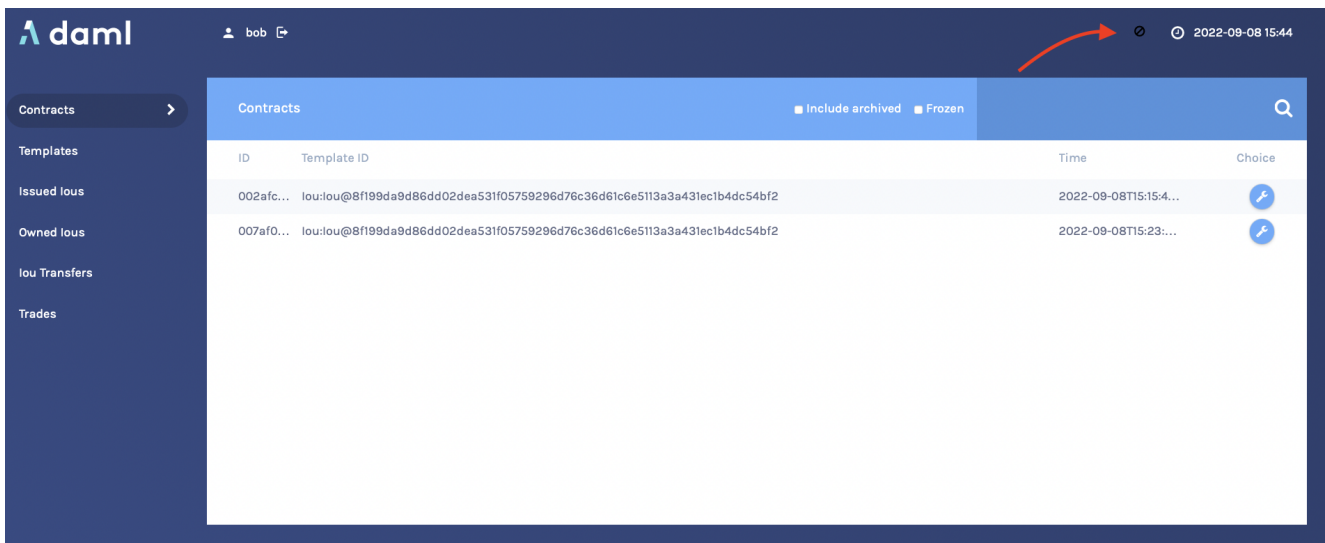 daml
bob
2022-09-08 15:44
Contracts
Templates
Issued Ious
Owned Ious
Iou Transfers
Trades
Contracts Include archived Frozen
ID Template ID Time Choice
002afc... Iou:Iou@8f199da9d86dd02dea531f05759296d76c36d61c6e5113a3a431ec1b4dc54bf2 2022-09-08T15:15:4...
007af0... Iou:Iou@8f199da9d86dd02dea531f05759296d76c36d61c6e5113a3a431ec1b4dc54bf2 2022-09-08T15:23:...